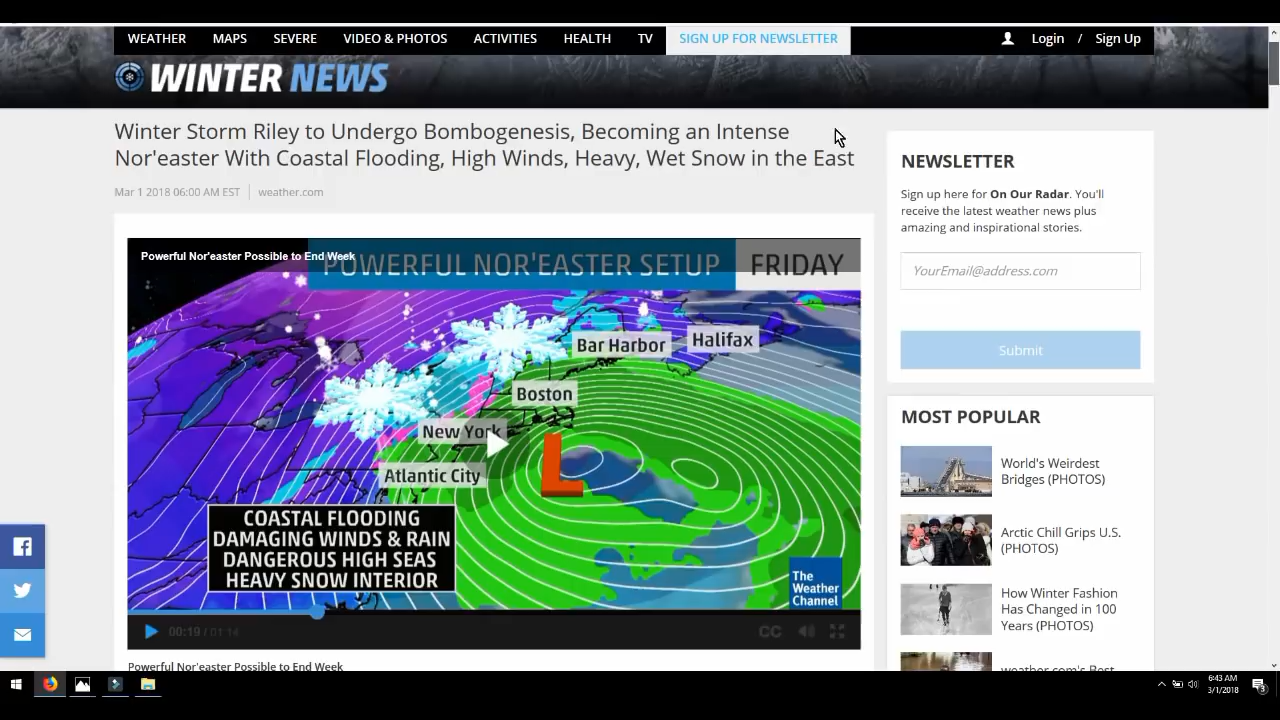 WEATHER MAPS SEVERE VIDEO & PHOTOS ACTIVITIES HEALTH TV SIGN UP FOR NEWSLETTER Login / Sign Up
WINTER NEWS
Winter Storm Riley to Undergo Bombogenesis, Becoming an Intense
Nor'easter With Coastal Flooding, High Winds, Heavy, Wet Snow in the East
Mar 1 2018 06:00 AM EST weather.com
Powerful Nor'easter Possible to End Week
POWERFUL NOR'EASTER SETUP FRIDAY
Bar Harbor
Halifax
Boston
New York
Atlantic City
L
COASTAL FLOODING
DAMAGING WINDS & RAIN
DANGEROUS HIGH SEAS
HEAVY SNOW INTERIOR
The
Weather
Channel
00:19 / 01:14 CC
Powerful Nor'easter Possible to End Week
NEWSLETTER
Sign up here for On Our Radar. You'll
receive the latest weather news plus
amazing and inspirational stories.
YourEmail@address.com
Submit
MOST POPULAR
World's Weirdest
Bridges (PHOTOS)
Arctic Chill Grips U.S.
(PHOTOS)
How Winter Fashion
Has Changed in 100
Years (PHOTOS)
weather.com's Best
6:43 AM
3/1/2018
3